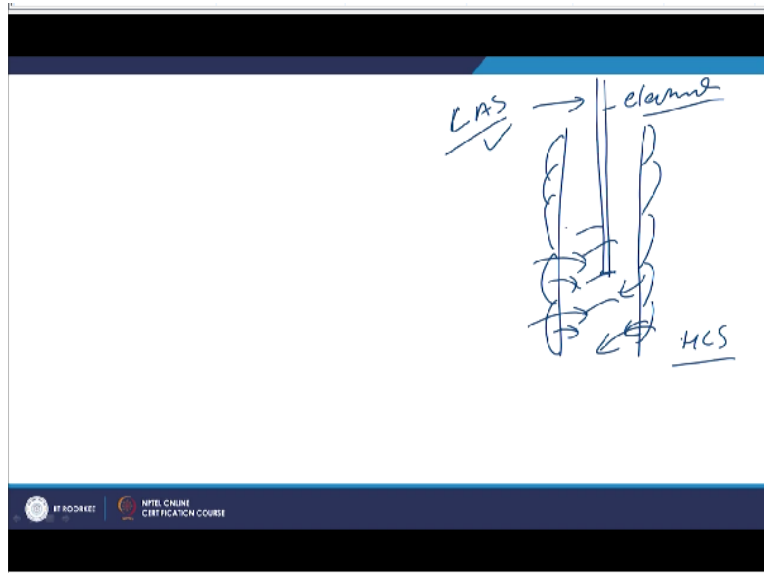 LAS
electrode
HCS
IIT ROORKEE
NPTEL ONLINE
CERTIFICATION COURSE